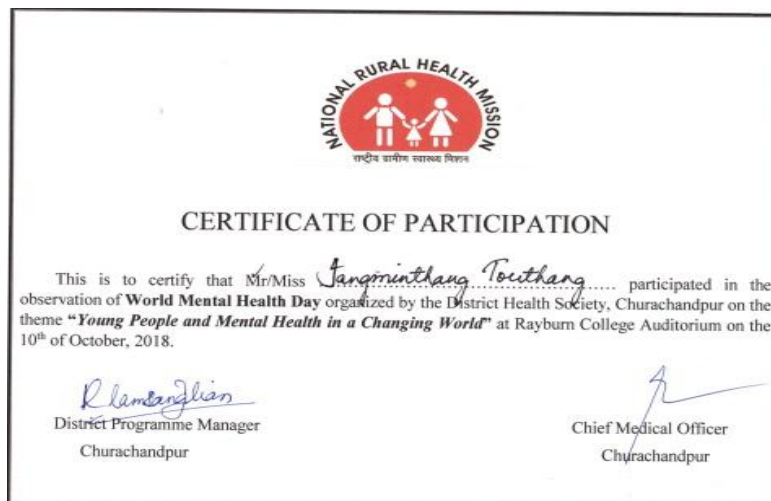 NATIONAL RURAL HEALTH MISSION
राष्ट्रीय ग्रामीण स्वास्थ्य मिशन
CERTIFICATE OF PARTICIPATION
This is to certify that Mr/Miss Jangminthang Touthang participated in the
observation of World Mental Health Day organized by the District Health Society, Churachandpur on the
theme "Young People and Mental Health in a Changing World" at Rayburn College Auditorium on the
10th of October, 2018.
District Programme Manager
Churachandpur
Chief Medical Officer
Churachandpur